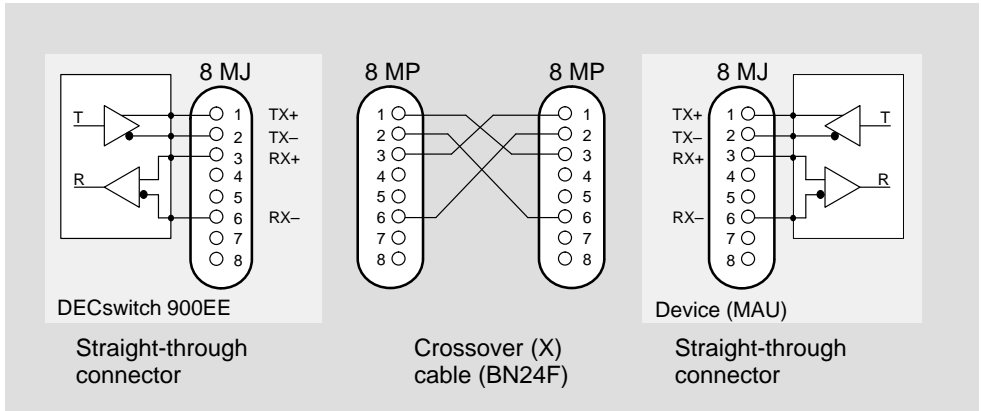 8 MJ
T
R
1
2
3
4
5
6
7
8
TX+
TX–
RX+
RX–
DECswitch 900EE
Straight-through
connector
8 MP
1
2
3
4
5
6
7
8
8 MP
1
2
3
4
5
6
7
8
Crossover (X)
cable (BN24F)
8 MJ
TX+
TX–
RX+
RX–
1
2
3
4
5
6
7
8
T
R
Device (MAU)
Straight-through
connector